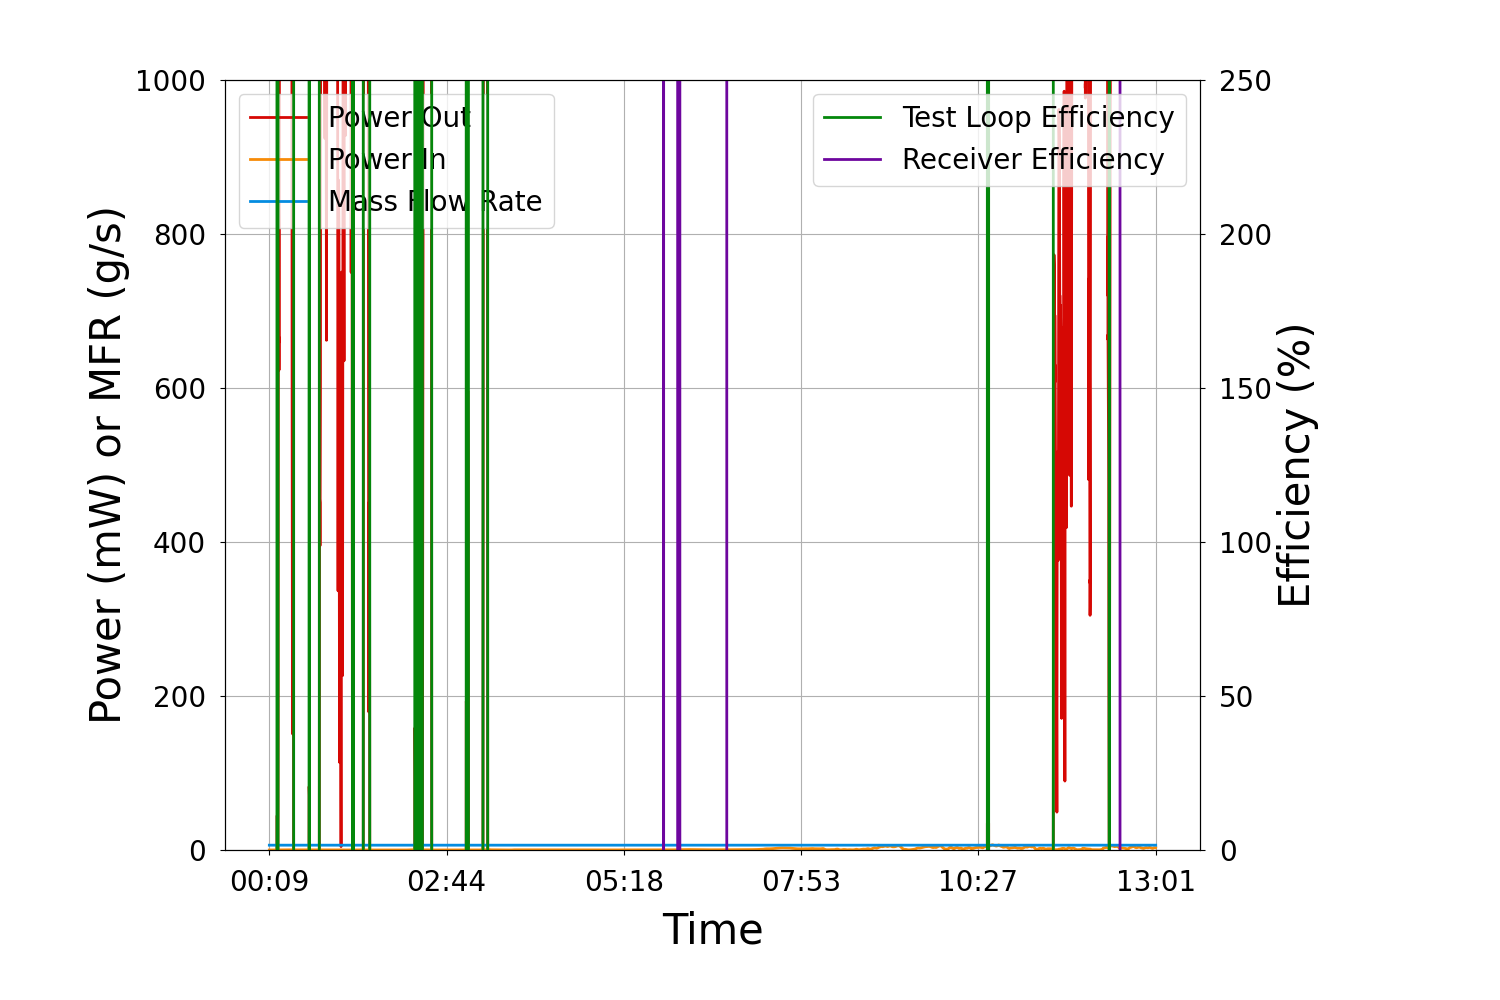 1000
800
600
400
200
0
Power (mW) or MFR (g/s)
Power Out
Power In
Mass Flow Rate
Test Loop Efficiency
Receiver Efficiency
250
200
150
100
50
0
Efficiency (%)
00:09 02:44 05:18 07:53 10:27 13:01
Time